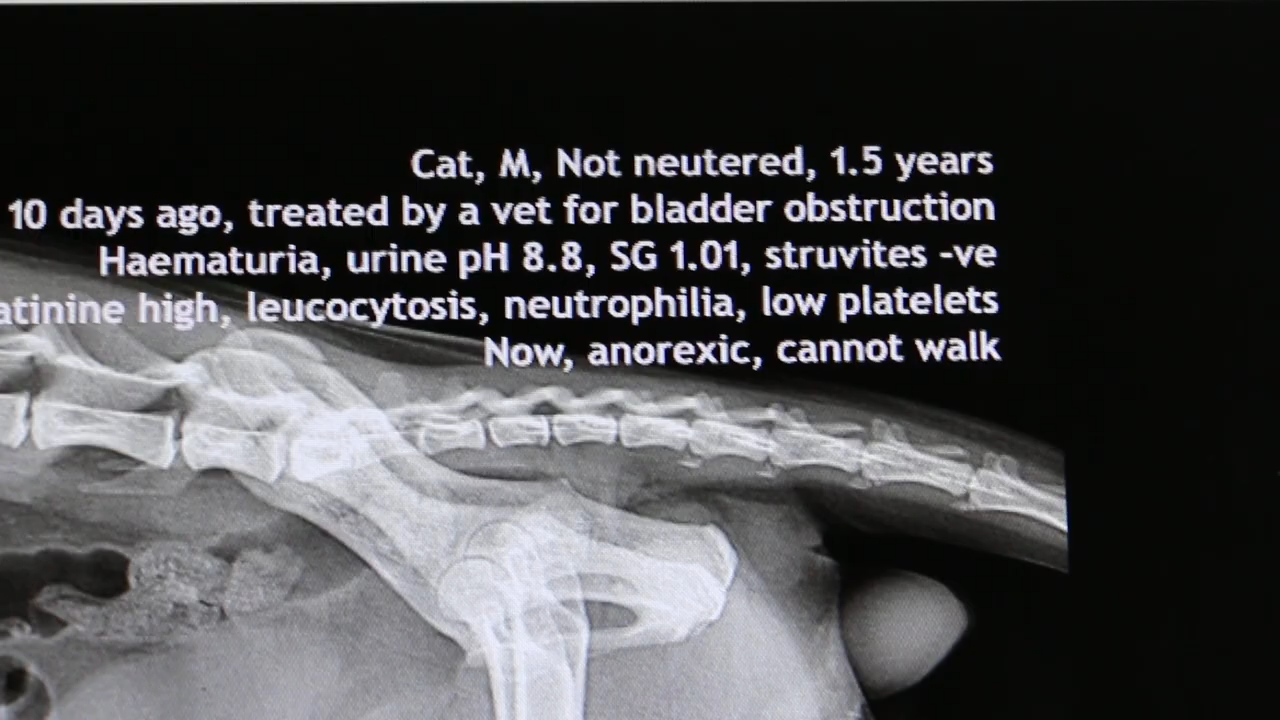 Cat, M, Not neutered, 1.5 years
10 days ago, treated by a vet for bladder obstruction
Haematuria, urine pH 8.8, SG 1.01, struvites -ve
high, leucocytosis, neutrophilia, low platelets
Now, anorexic, cannot walk